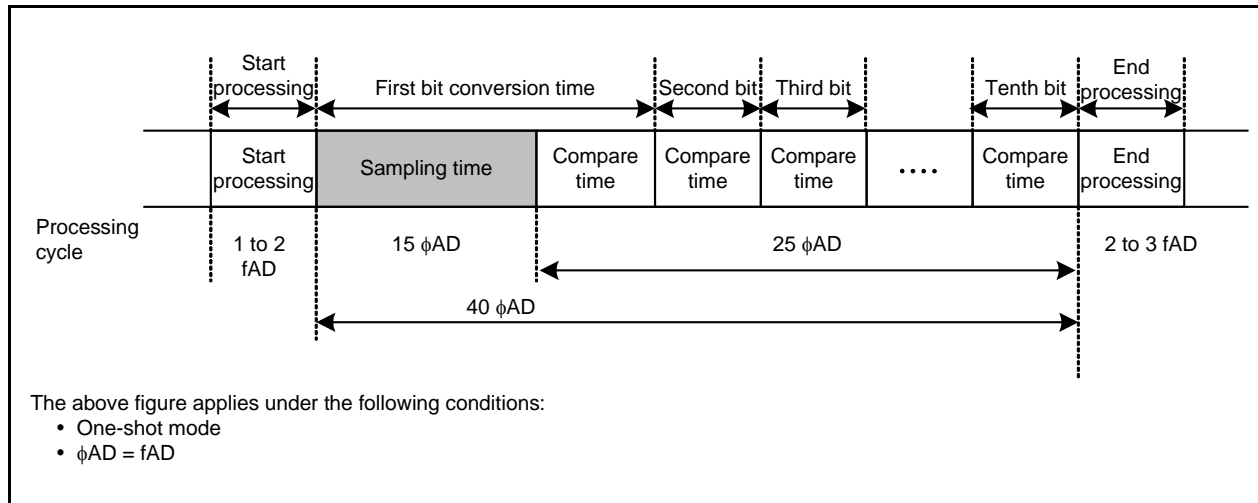 Start
processing
First bit conversion time
Second bit
Third bit
Tenth bit
End
processing
Start
processing
Sampling time
Compare
time
Compare
time
Compare
time
....
Compare
time
End
processing
Processing
cycle
1 to 2
fAD
15 ϕAD
25 ϕAD
2 to 3 fAD
40 ϕAD
The above figure applies under the following conditions:
• One-shot mode
• ϕAD = fAD